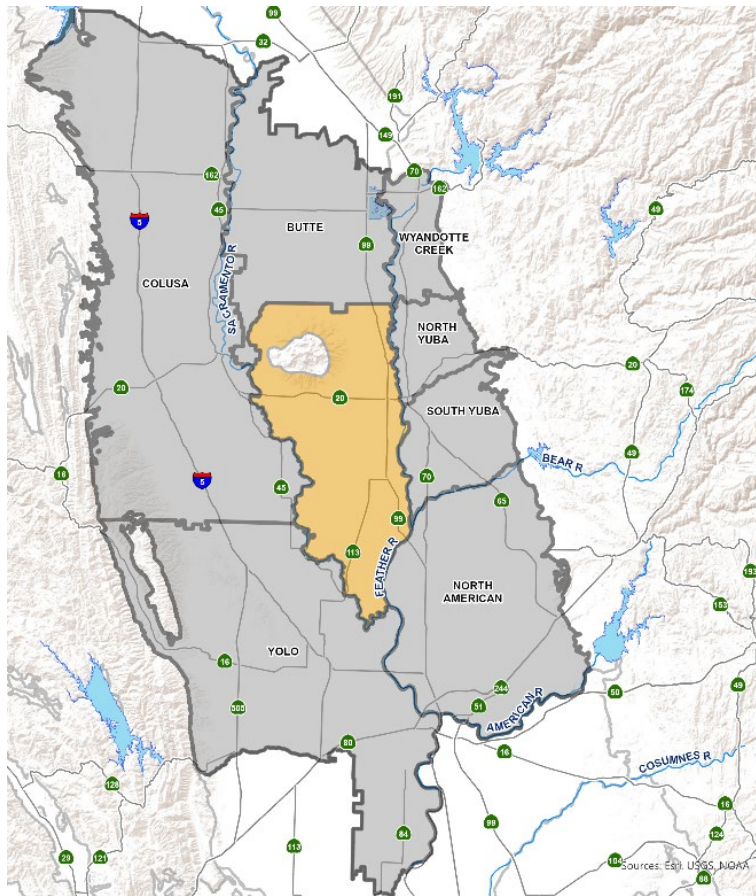 99
32
191
149
70
162
162
45
49
BUTTE
99
WYANDOTTE
CREEK
5
COLUSA
SACRAMENTO R
NORTH
YUBA
20
20
20
174
SOUTH YUBA
49
BEAR R
16
70
5
45
65
99
113
FEATHER R
NORTH
AMERICAN
193
153
YOLO
16
244
49
505
51
AMERICAN R
50
80
16
COSUMNES R
128
16
99
84
124
113
29
121
104
Sources: Esri, USGS, NOAA
88